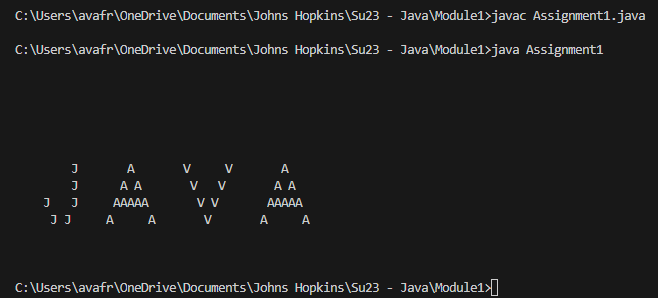 C:\Users\avafr\OneDrive\Documents\Johns Hopkins\Su23 - Java\Module1>javac Assignment1.java
C:\Users\avafr\OneDrive\Documents\Johns Hopkins\Su23 - Java\Module1>java Assignment1
        J       A       V     V       A
        J      A A       V   V       A A
    J   J     AAAAA       V V       AAAAA
     J J     A     A       V       A     A
C:\Users\avafr\OneDrive\Documents\Johns Hopkins\Su23 - Java\Module1>